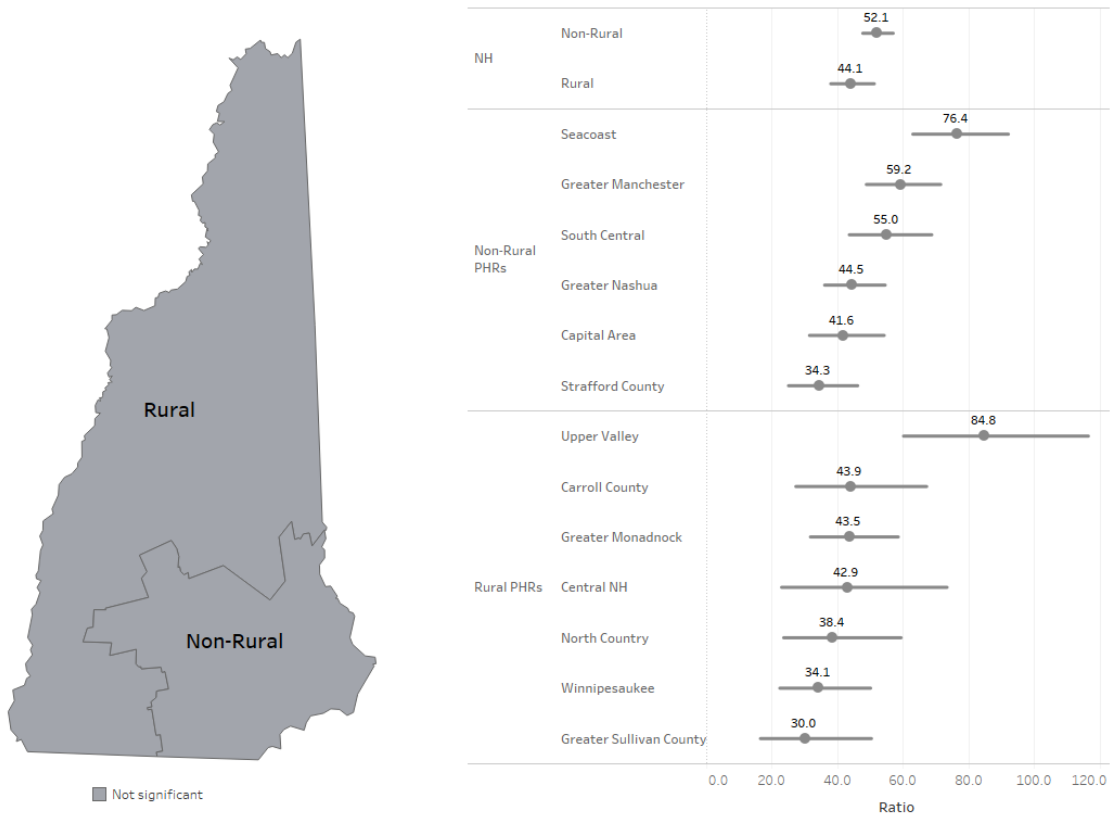 Rural
Non-Rural
Not significant
NH
Non-Rural
52.1
Rural
44.1
Non-Rural
PHRs
Seacoast
76.4
Greater Manchester
59.2
South Central
55.0
Greater Nashua
44.5
Capital Area
41.6
Strafford County
34.3
Rural PHRs
Upper Valley
84.8
Carroll County
43.9
Greater Monadnock
43.5
Central NH
42.9
North Country
38.4
Winnipesaukee
34.1
Greater Sullivan County
30.0
0.0 20.0 40.0 60.0 80.0 100.0 120.0
Ratio